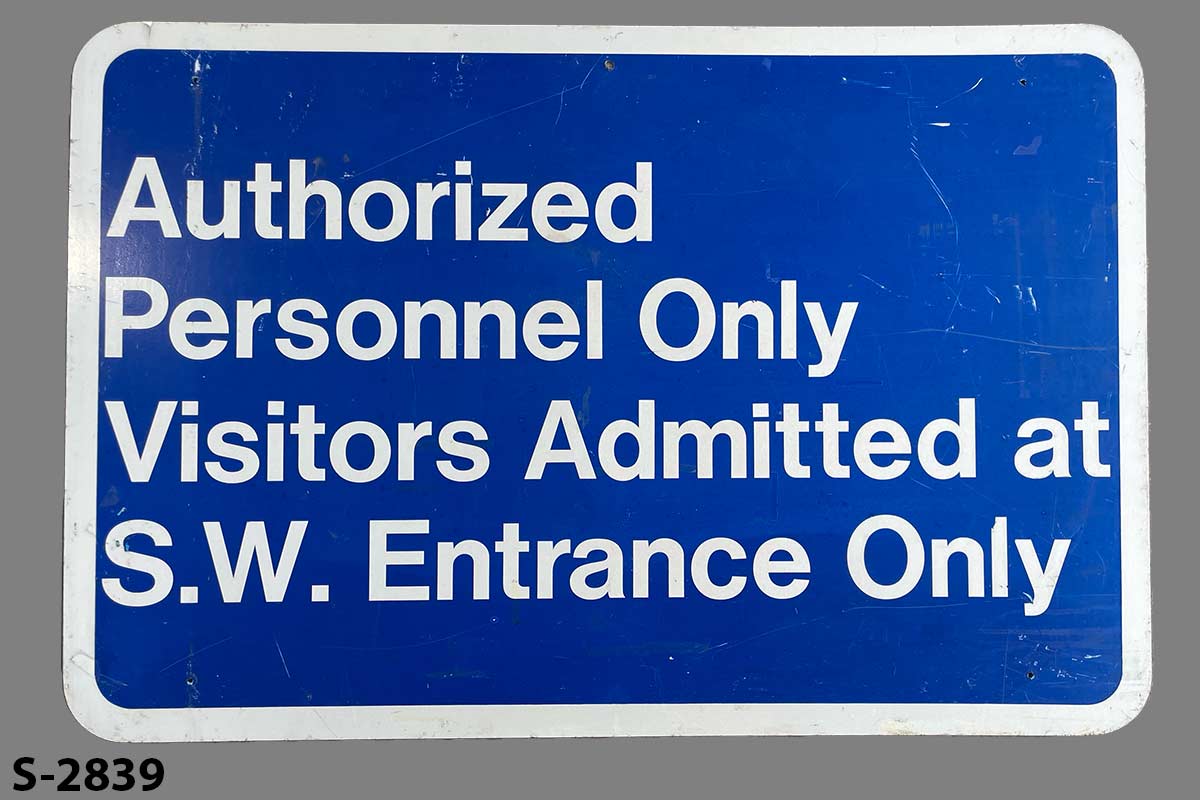 Authorized
Personnel Only
Visitors Admitted at
S.W. Entrance Only
S-2839